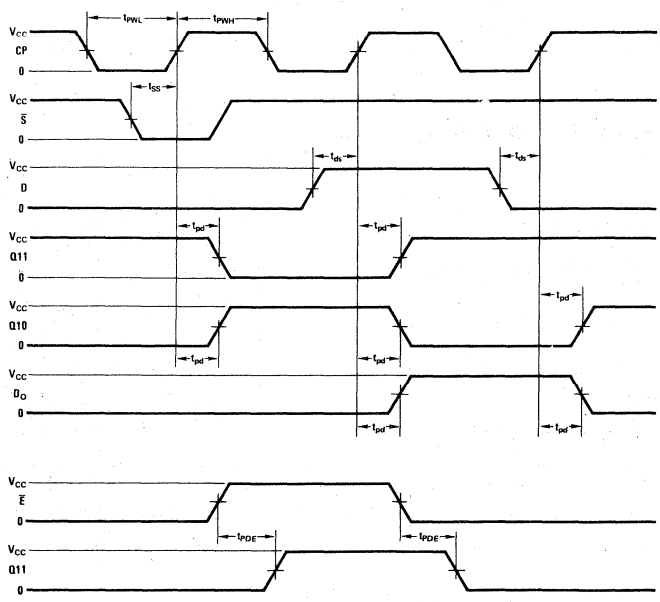 tPWL tPWH
VCC
CP
0
tSS
VCC
S̅
0
tds tds
VCC
D
0
tpd tpd
VCC
Q11
0
tpd
VCC
Q10
0
tpd tpd
VCC
DO
0
tpd tpd
VCC
E̅
0
tPDE tPDE
VCC
Q11
0